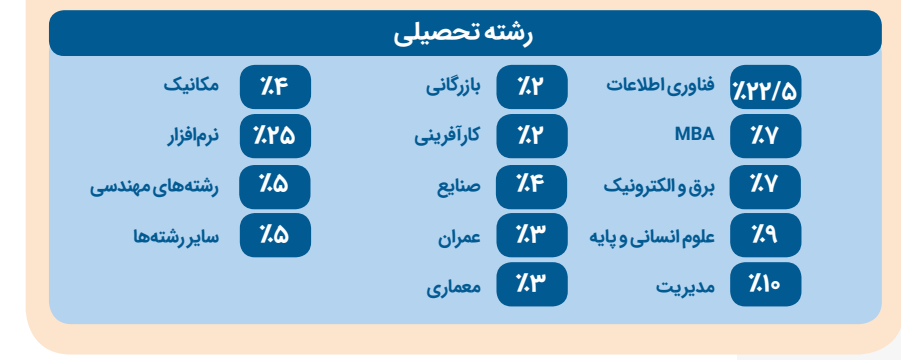 رشته تحصیلی
٪۲۲/۵ فناوری اطلاعات
٪۷ MBA
٪۷ برق و الکترونیک
٪۹ علوم انسانی و پایه
٪۱۰ مدیریت
٪۲ بازرگانی
٪۲ کارآفرینی
٪۴ صنایع
٪۳ عمران
٪۳ معماری
٪۴ مکانیک
٪۲۵ نرم‌افزار
٪۵ رشته‌های مهندسی
٪۵ سایر رشته‌ها